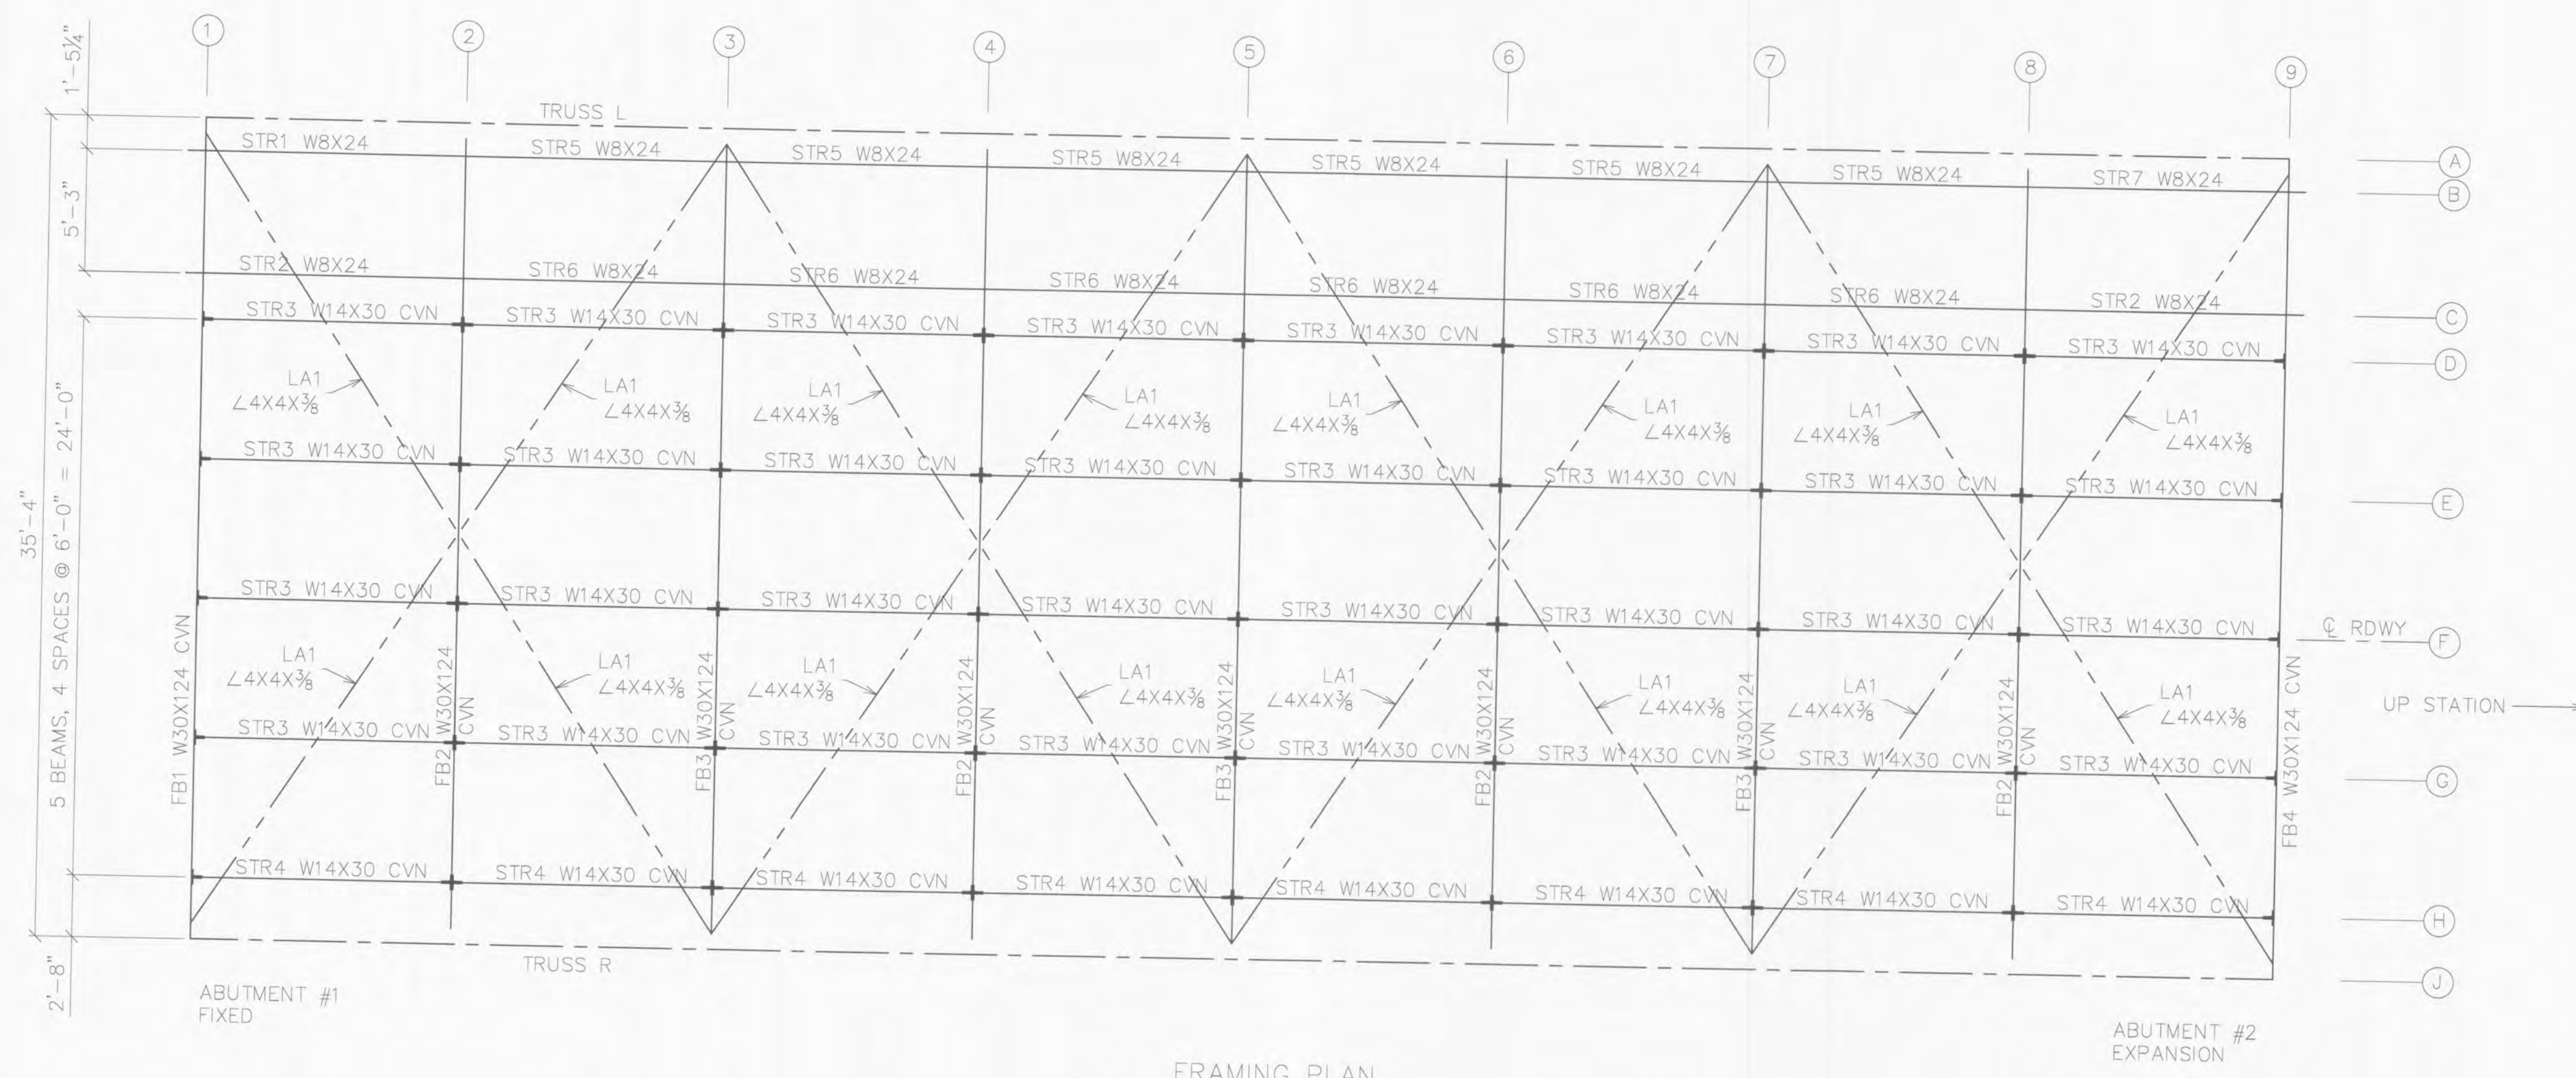 1 2 3 4 5 6 7 8 9
1'-5¼"
TRUSS L
STR1 W8X24 STR5 W8X24 STR5 W8X24 STR5 W8X24 STR5 W8X24 STR5 W8X24 STR5 W8X24 STR7 W8X24
A
B
5'-3"
STR2 W8X24 STR6 W8X24 STR6 W8X24 STR6 W8X24 STR6 W8X24 STR6 W8X24 STR6 W8X24 STR2 W8X24
C
STR3 W14X30 CVN STR3 W14X30 CVN STR3 W14X30 CVN STR3 W14X30 CVN STR3 W14X30 CVN STR3 W14X30 CVN STR3 W14X30 CVN STR3 W14X30 CVN
D
LA1 LA1 LA1 LA1 LA1 LA1 LA1 LA1
∠4X4X⅜ ∠4X4X⅜ ∠4X4X⅜ ∠4X4X⅜ ∠4X4X⅜ ∠4X4X⅜ ∠4X4X⅜ ∠4X4X⅜
STR3 W14X30 CVN STR3 W14X30 CVN STR3 W14X30 CVN STR3 W14X30 CVN STR3 W14X30 CVN STR3 W14X30 CVN STR3 W14X30 CVN STR3 W14X30 CVN
E
35'-4"
5 BEAMS, 4 SPACES @ 6'-0" = 24'-0"
STR3 W14X30 CVN STR3 W14X30 CVN STR3 W14X30 CVN STR3 W14X30 CVN STR3 W14X30 CVN STR3 W14X30 CVN STR3 W14X30 CVN STR3 W14X30 CVN
℄ RDWY
F
LA1 LA1 LA1 LA1 LA1 LA1 LA1 LA1
∠4X4X⅜ ∠4X4X⅜ ∠4X4X⅜ ∠4X4X⅜ ∠4X4X⅜ ∠4X4X⅜ ∠4X4X⅜ ∠4X4X⅜
FB1 W30X124 CVN
FB2 W30X124
CVN
FB3 W30X124
CVN
FB2 W30X124
CVN
FB3 W30X124
CVN
FB2 W30X124
CVN
FB3 W30X124
CVN
FB2 W30X124
CVN
FB4 W30X124 CVN
UP STATION
STR3 W14X30 CVN STR3 W14X30 CVN STR3 W14X30 CVN STR3 W14X30 CVN STR3 W14X30 CVN STR3 W14X30 CVN STR3 W14X30 CVN STR3 W14X30 CVN
G
STR4 W14X30 CVN STR4 W14X30 CVN STR4 W14X30 CVN STR4 W14X30 CVN STR4 W14X30 CVN STR4 W14X30 CVN STR4 W14X30 CVN STR4 W14X30 CVN
H
TRUSS R
J
2'-8"
ABUTMENT #1
FIXED
ABUTMENT #2
EXPANSION
FRAMING PLAN